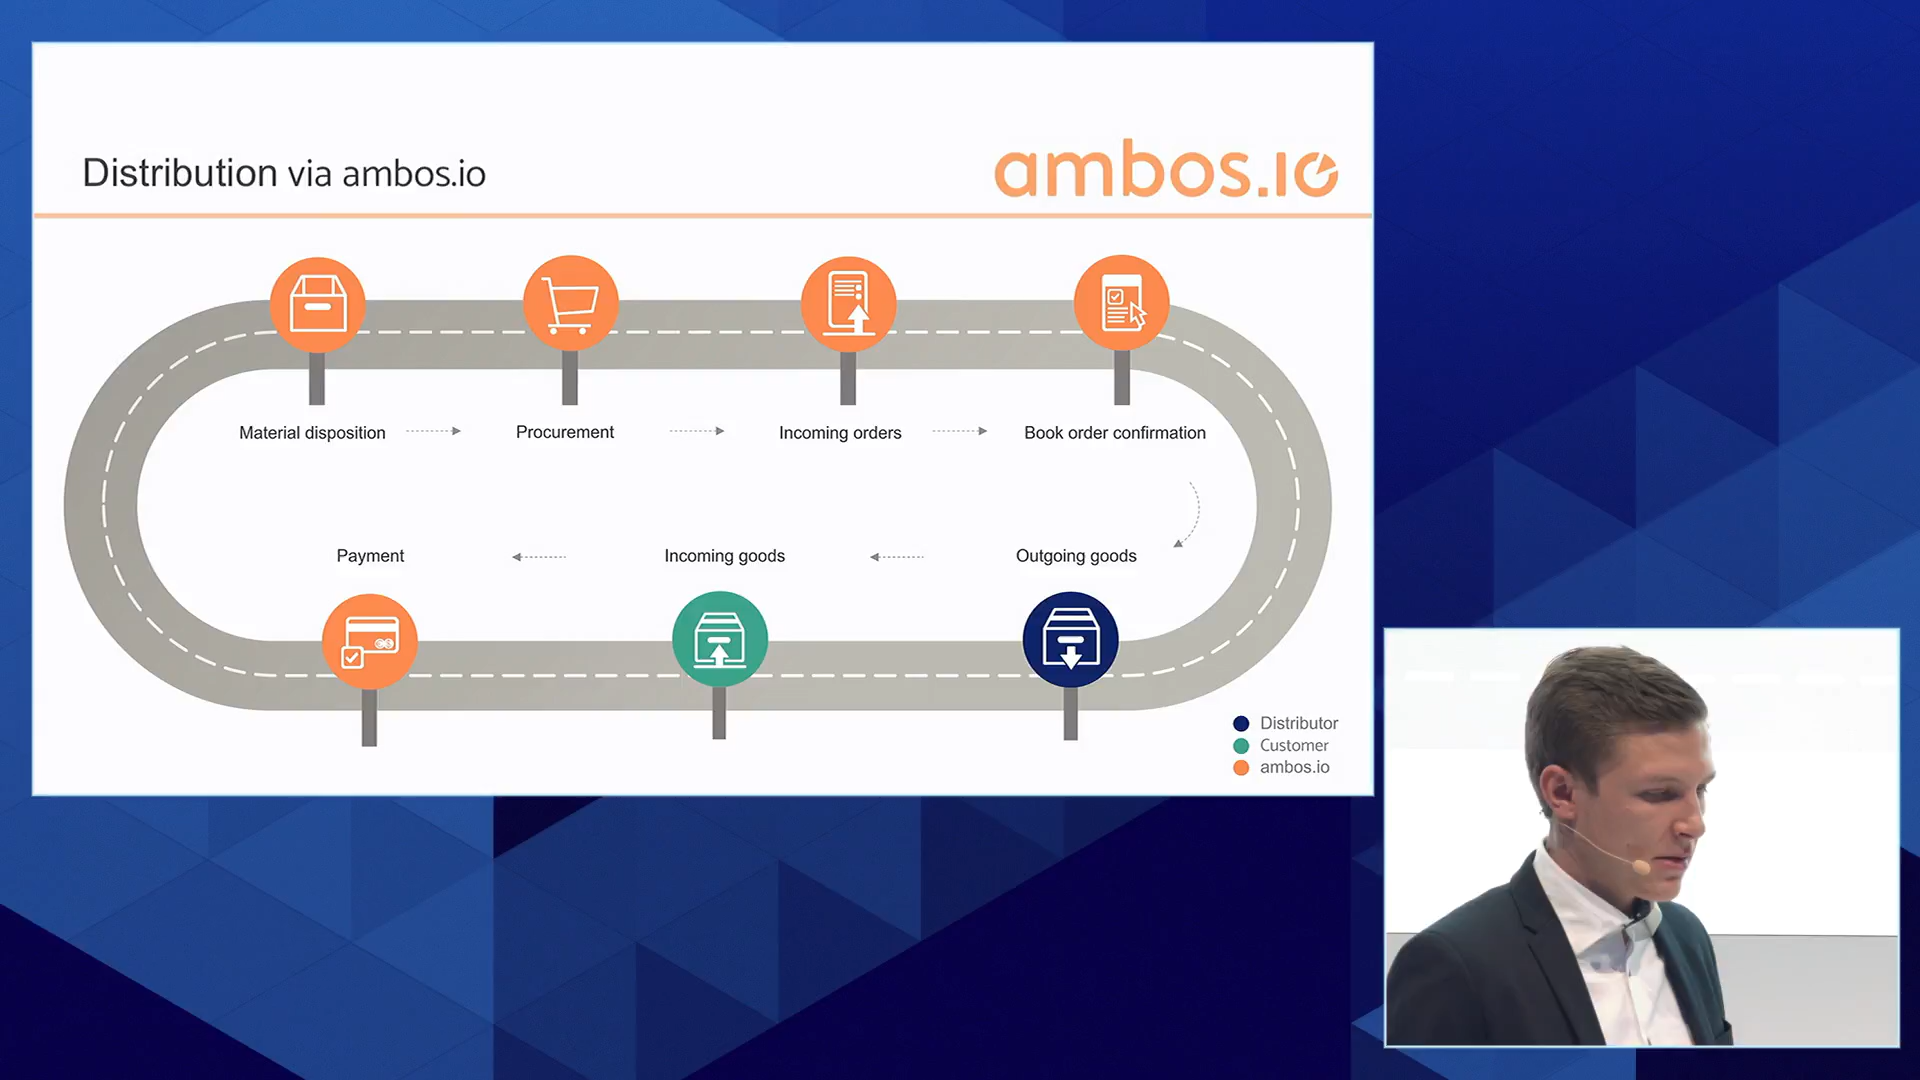 Distribution via ambos.io
ambos.io
Material disposition
Procurement
Incoming orders
Book order confirmation
Payment
Incoming goods
Outgoing goods
Distributor
Customer
ambos.io